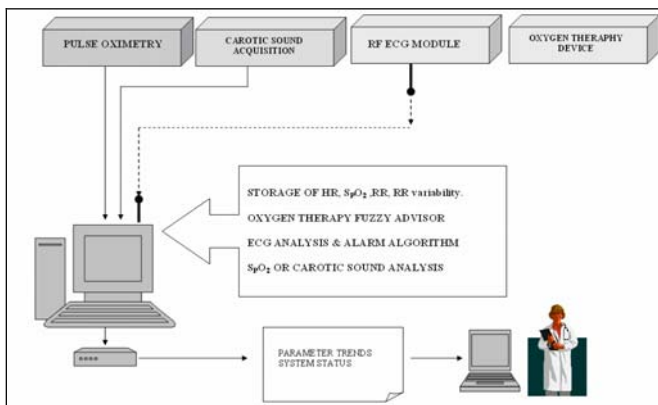 PULSE OXIMETRY
CAROTIC SOUND
ACQUISITION
RF ECG MODULE
OXYGEN THERAPHY
DEVICE
STORAGE OF HR, SpO2 ,RR, RR variability.
OXYGEN THERAPY FUZZY ADVISOR
ECG ANALYSIS & ALARM ALGORITHM
SpO2 OR CAROTIC SOUND ANALYSIS
PARAMETER TRENDS
SYSTEM STATUS